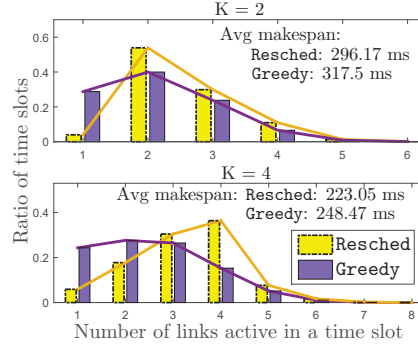 K = 2
Avg makespan:
Resched: 296.17 ms
Greedy: 317.5 ms
0.6
0.4
0.2
0
1 2 3 4 5 6
K = 4
Avg makespan: Resched: 223.05 ms
Greedy: 248.47 ms
0.4
0.2
0
Resched
Greedy
1 2 3 4 5 6 7 8
Number of links active in a time slot
Ratio of time slots